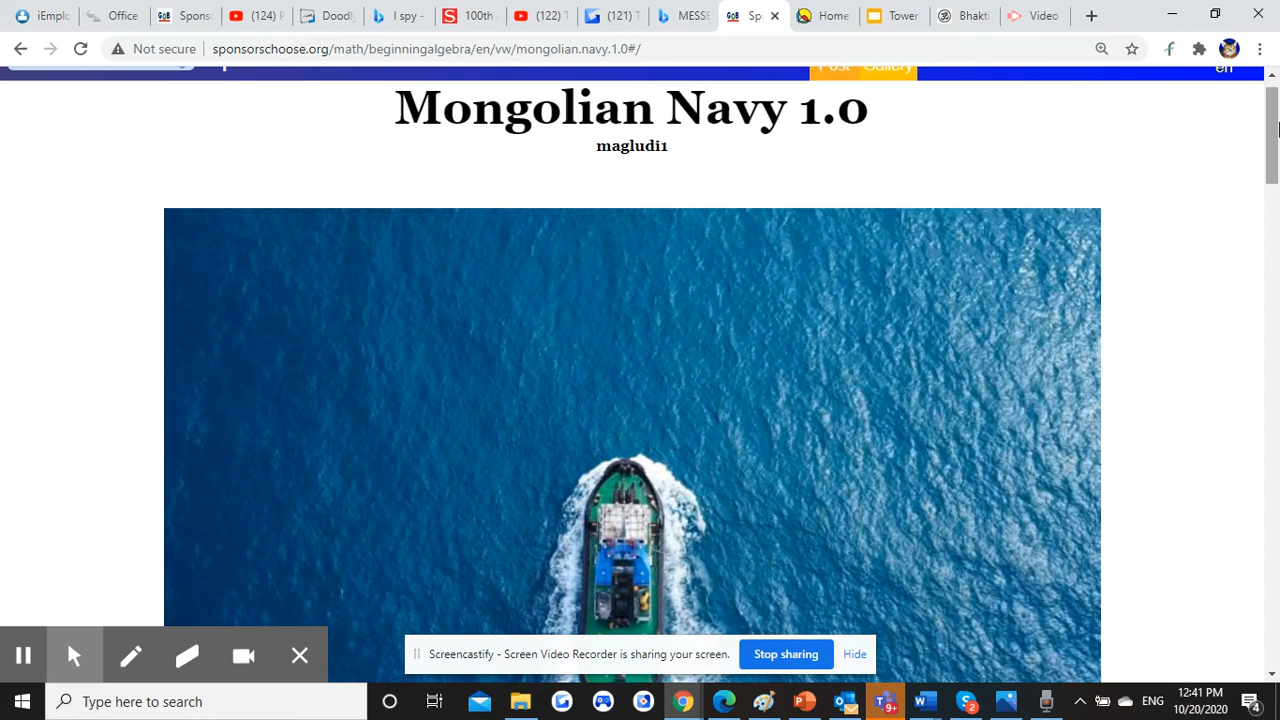 iEmplo
Office
Spons
(124) P
Doodl
I spy -
100th
(122) T
(121) T
MESSE
Sp
Home
Tower
Bhakti
Video
Not secure
sponsorschoose.org/math/beginningalgebra/en/vw/mongolian.navy.1.0#/
Post Gallery
en
Mongolian Navy 1.0
magludi1
Screencastify - Screen Video Recorder is sharing your screen.
Stop sharing
Hide
Type here to search
9+
2
ENG
12:41 PM
10/20/2020
4